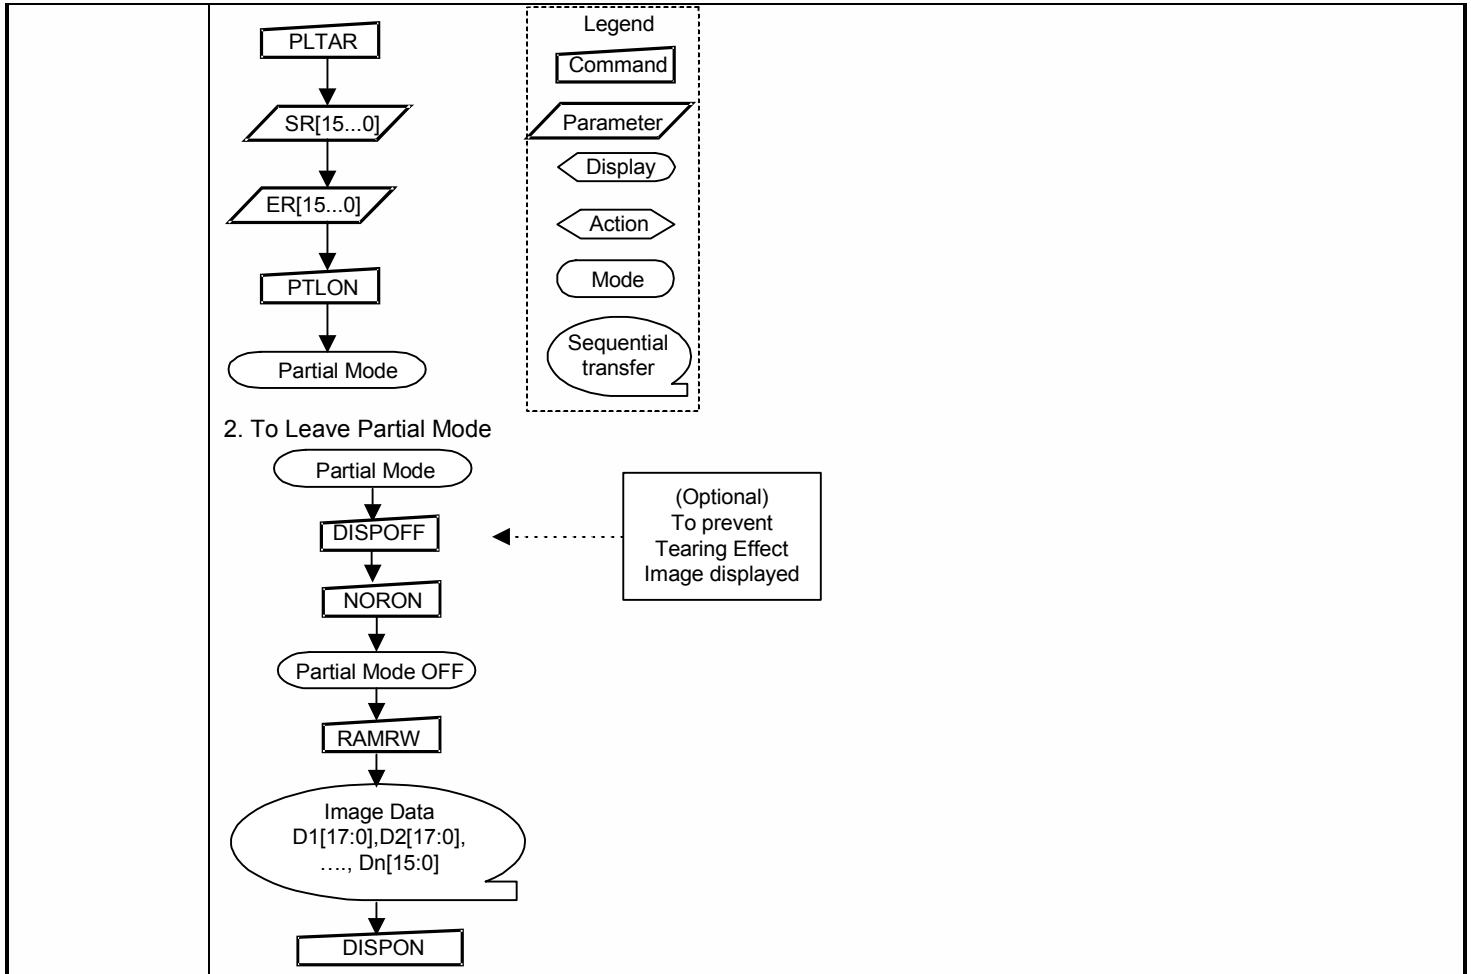 PLTAR
SR[15...0]
ER[15...0]
PTLON
Partial Mode
Legend
Command
Parameter
Display
Action
Mode
Sequential
transfer
2. To Leave Partial Mode
Partial Mode
DISPOFF
(Optional)
To prevent
Tearing Effect
Image displayed
NORON
Partial Mode OFF
RAMRW
Image Data
D1[17:0],D2[17:0],
...., Dn[15:0]
DISPON